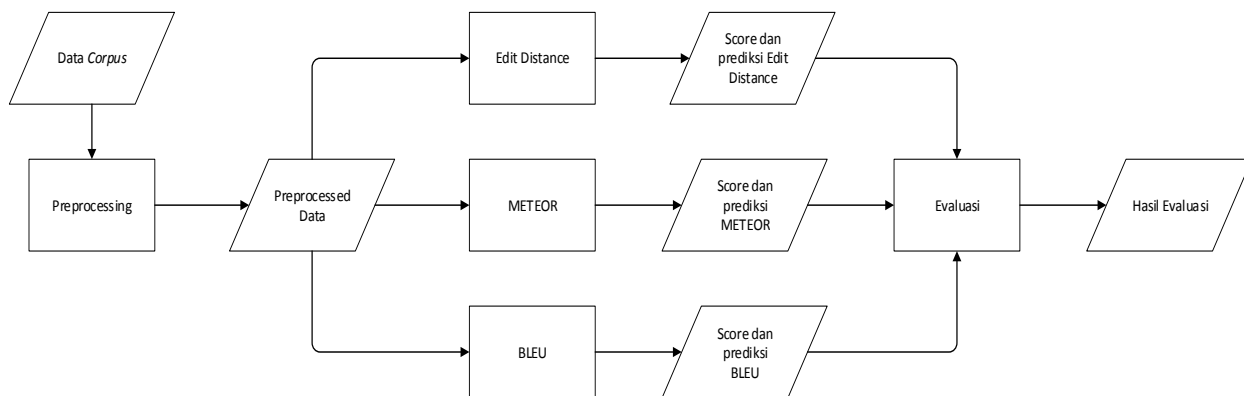 Data Corpus
Preprocessing
Preprocessed
Data
Edit Distance
Score dan
prediksi Edit
Distance
METEOR
Score dan
prediksi
METEOR
BLEU
Score dan
prediksi
BLEU
Evaluasi
Hasil Evaluasi